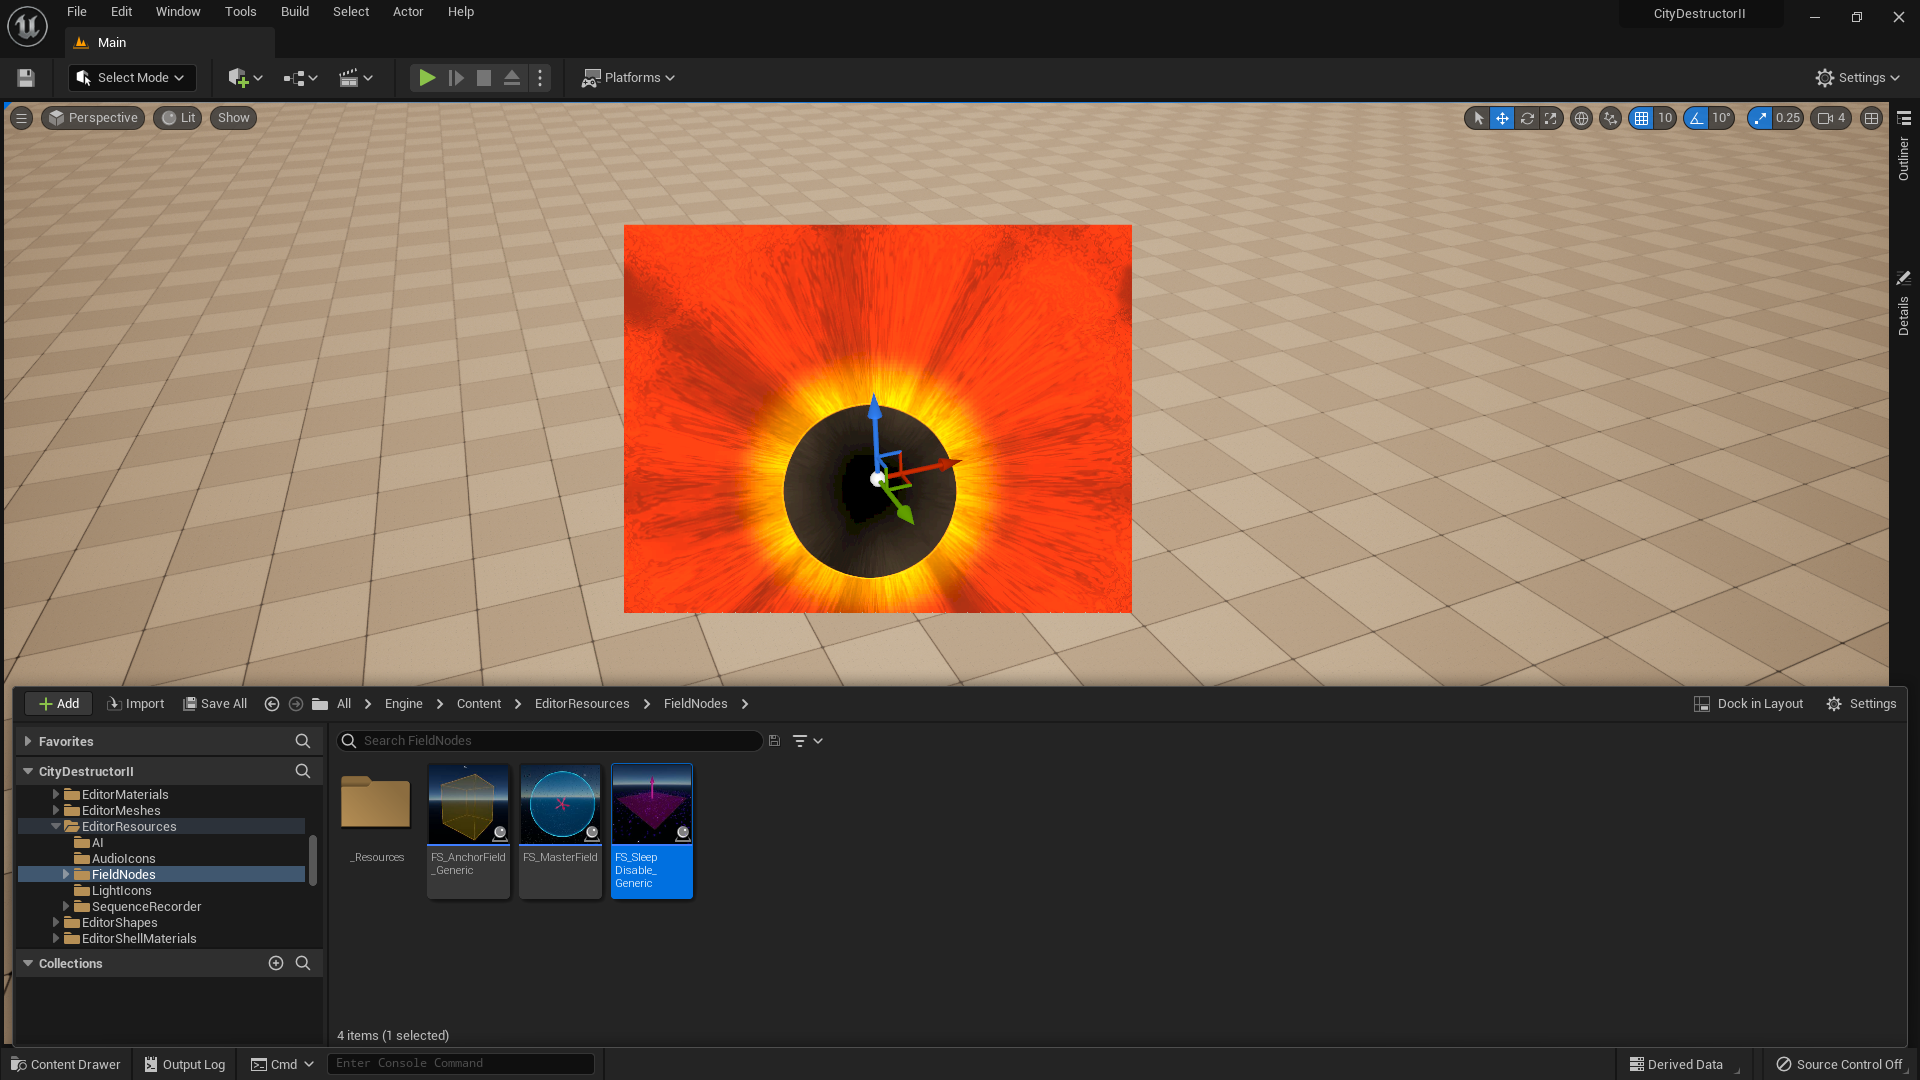 File Edit Window Tools Build Select Actor Help
CityDestructorII
Main
Select Mode
Platforms
Settings
Perspective
Lit
Show
10
10°
0.25
4
Outliner
Details
Add
Import
Save All
All
Engine
Content
EditorResources
FieldNodes
Dock in Layout
Settings
Favorites
Search FieldNodes
CityDestructorII
EditorMaterials
EditorMeshes
EditorResources
AI
AudioIcons
FieldNodes
LightIcons
SequenceRecorder
EditorShapes
EditorShellMaterials
Collections
_Resources
FS_AnchorField
_Generic
FS_MasterField
FS_Sleep
Disable_
Generic
4 items (1 selected)
Content Drawer
Output Log
Cmd
Enter Console Command
Derived Data
Source Control Off